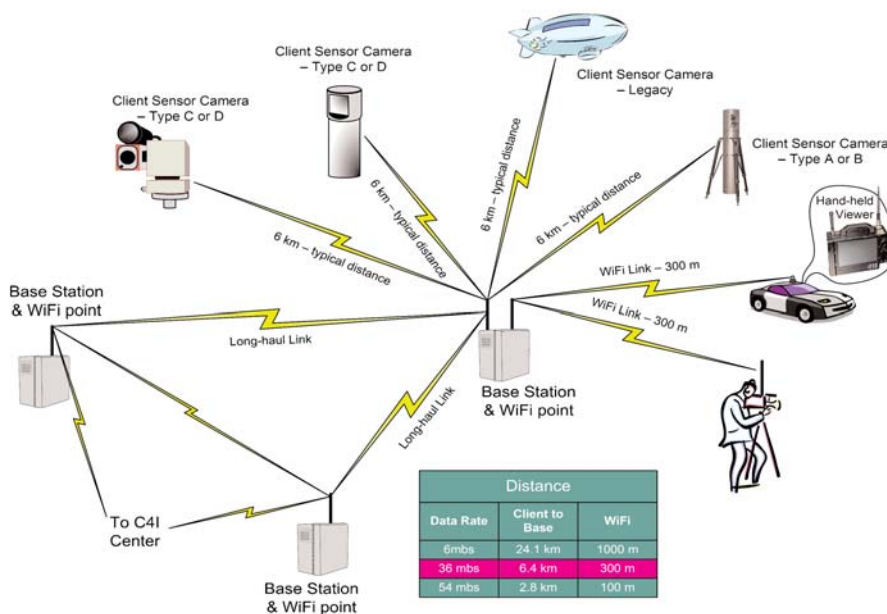 Client Sensor Camera
– Type C or D
Client Sensor Camera
– Type C or D
Client Sensor Camera
– Legacy
Client Sensor Camera
– Type A or B
Hand-held
Viewer
6 km – typical distance
6 km – typical distance
6 km – typical distance
6 km – typical distance
WiFi Link – 300 m
WiFi Link – 300 m
Base Station
& WiFi point
Long-haul Link
Long-haul Link
Base Station
& WiFi point
To C4I
Center
Base Station
& WiFi point
Distance
Data Rate Client to Base WiFi
6mbs 24.1 km 1000 m
36 mbs 6.4 km 300 m
54 mbs 2.8 km 100 m